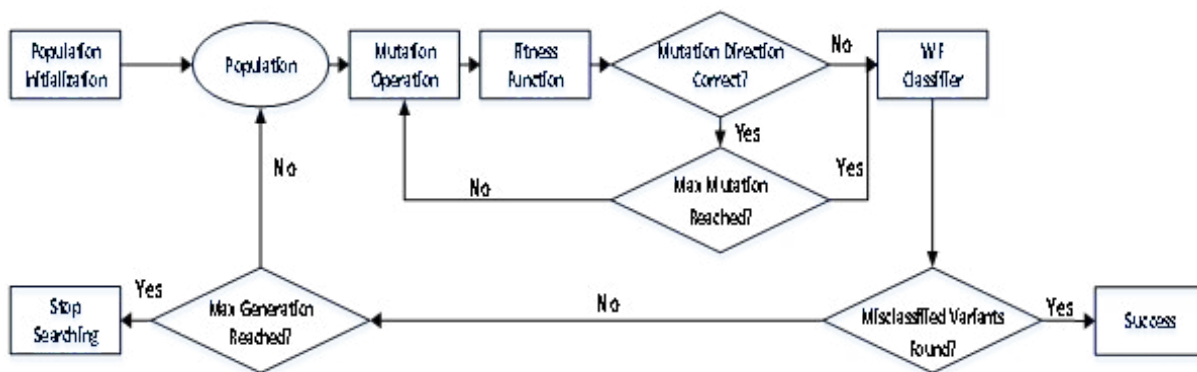 Population
Initialization
Population
Mutation
Operation
Fitness
Function
Mutation Direction
Correct?
No
WF
Classifier
Yes
No
Max Mutation
Reached?
Yes
No
Stop
Searching
Yes
Max Generation
Reached?
No
Misclassified Variants
Found?
Yes
Success